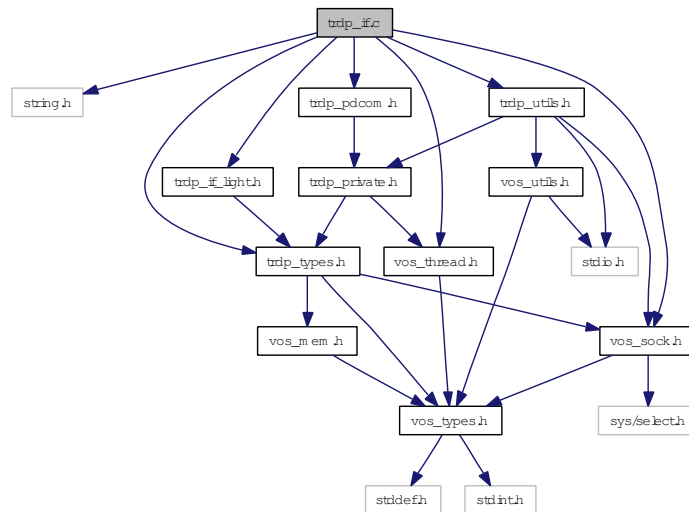 trdp_if.c
string.h
trdp_pdcom.h
trdp_utils.h
trdp_if_light.h
trdp_private.h
vos_utils.h
trdp_types.h
vos_thread.h
stdio.h
vos_mem.h
vos_sock.h
vos_types.h
sys/select.h
stddef.h
stdint.h